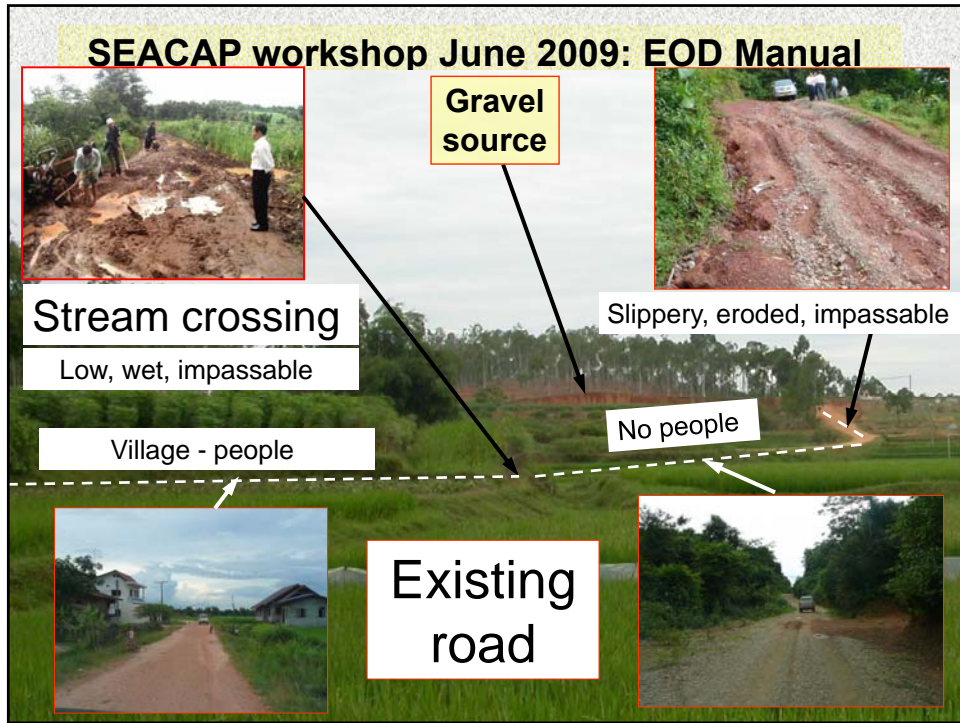 SEACAP workshop June 2009: EOD Manual
Gravel
source
Stream crossing
Low, wet, impassable
Slippery, eroded, impassable
No people
Village - people
Existing
road